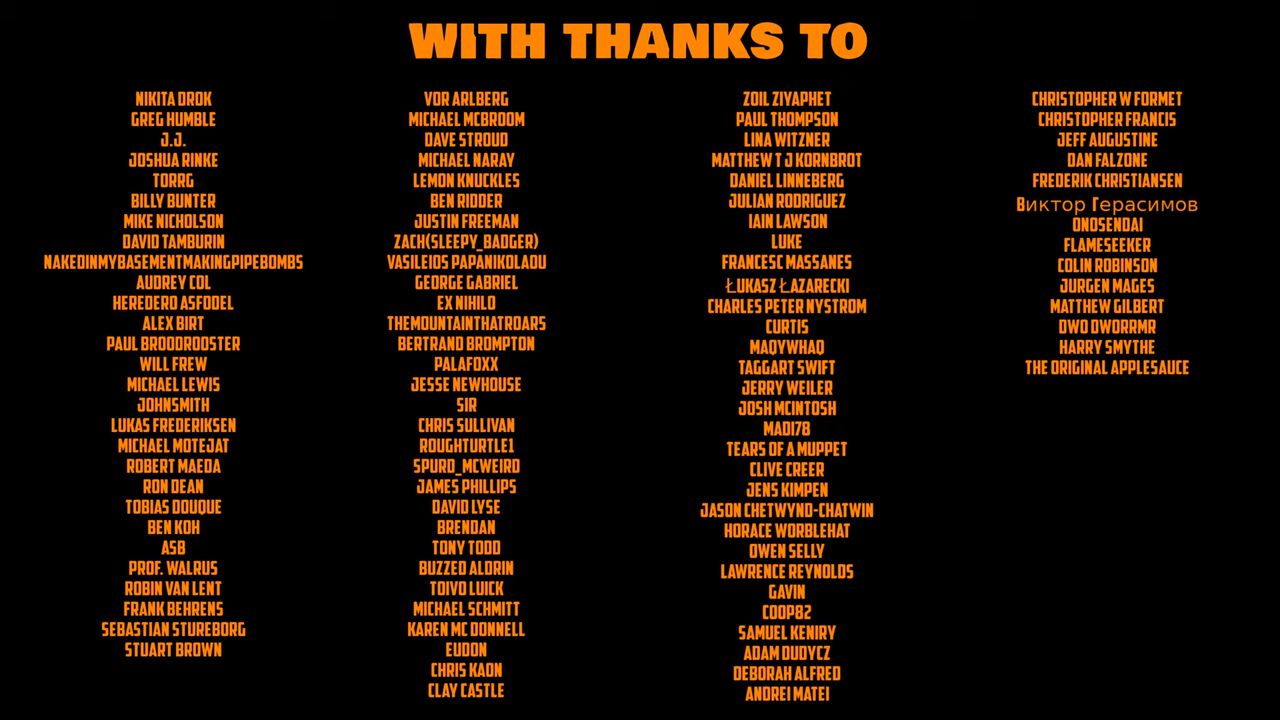 WITH THANKS TO
NIKITA DROK
GREG HUMBLE
J.J.
JOSHUA RINKE
TORRG
BILLY BUNTER
MIKE NICHOLSON
DAVID TAMBURIN
NAKEDINMYBASEMENTMAKINGPIPEBOMBS
AUDREY COL
HEREDERO ASFODEL
ALEX BIRT
PAUL BROODROOSTER
WILL FREW
MICHAEL LEWIS
JOHNSMITH
LUKAS FREDERIKSEN
MICHAEL MOTEJAT
ROBERT MAEDA
RON DEAN
TOBIAS DOUQUE
BEN KOH
ASB
PROF. WALRUS
ROBIN VAN LENT
FRANK BEHRENS
SEBASTIAN STUREBORG
STUART BROWN
VOR ARLBERG
MICHAEL MCBROOM
DAVE STROUD
MICHAEL NARAY
LEMON KNUCKLES
BEN RIDDER
JUSTIN FREEMAN
ZACH(SLEEPY_BADGER)
VASILEIOS PAPANIKOLAOU
GEORGE GABRIEL
EX NIHILO
THEMOUNTAINTHATROARS
BERTRAND BROMPTON
PALAFOXX
JESSE NEWHOUSE
SIR
CHRIS SULLIVAN
ROUGHTURTLE1
SPURD_MCWEIRD
JAMES PHILLIPS
DAVID LYSE
BRENDAN
TONY TODD
BUZZED ALDRIN
TOIVO LUICK
MICHAEL SCHMITT
KAREN MC DONNELL
EUDON
CHRIS KAON
CLAY CASTLE
ZOIL ZIYAPHET
PAUL THOMPSON
LINA WITZNER
MATTHEW T J KORNBROT
DANIEL LINNEBERG
JULIAN RODRIGUEZ
IAIN LAWSON
LUKE
FRANCESC MASSANES
ŁUKASZ ŁAZARECKI
CHARLES PETER NYSTROM
CURTIS
MAQYWHAQ
TAGGART SWIFT
JERRY WEILER
JOSH MCINTOSH
MADI78
TEARS OF A MUPPET
CLIVE CREER
JENS KIMPEN
JASON CHETWYND-CHATWIN
HORACE WORBLEHAT
OWEN SELLY
LAWRENCE REYNOLDS
GAVIN
COOP82
SAMUEL KENIRY
ADAM DUDYCZ
DEBORAH ALFRED
ANDREI MATEI
CHRISTOPHER W FORMET
CHRISTOPHER FRANCIS
JEFF AUGUSTINE
DAN FALZONE
FREDERIK CHRISTIANSEN
Виктор Герасимов
ONOSENDAI
FLAMESEEKER
COLIN ROBINSON
JURGEN MAGES
MATTHEW GILBERT
DWO DWORRMR
HARRY SMYTHE
THE ORIGINAL APPLESAUCE